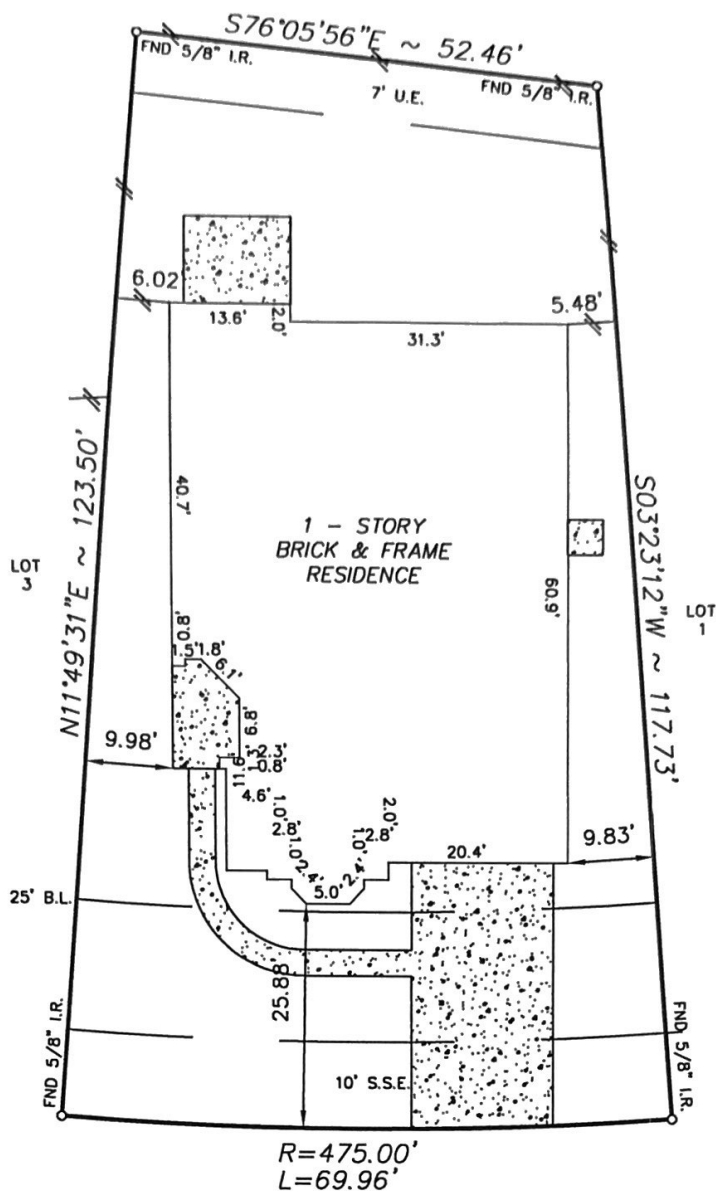 S76°05'56"E ~ 52.46'
FND 5/8" I.R.
FND 5/8" I.R.
7' U.E.
6.02
5.48'
13.6'
2.0'
31.3'
N11°49'31"E ~ 123.50'
40.7'
1 - STORY
BRICK & FRAME
RESIDENCE
60.9'
S03°23'12"W ~ 117.73'
LOT
3
LOT
1
0.8'
1.5'
1.8'
6.1'
6.8'
9.98'
2.3'
0.8'
11.6'
4.6'
1.0'
2.8'
1.0'
2.4'
5.0'
2.4'
1.0'
2.8'
2.0'
20.4'
9.83'
25' B.L.
25.88
FND 5/8" I.R.
FND 5/8" I.R.
10' S.S.E.
R=475.00'
L=69.96'